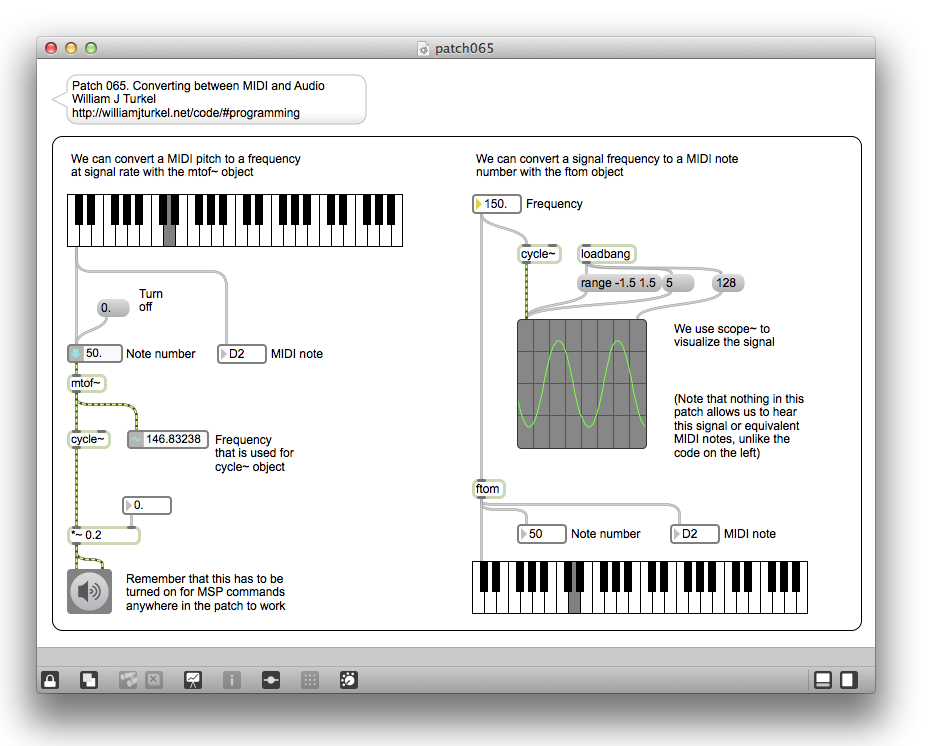 patch065
Patch 065. Converting between MIDI and Audio
William J Turkel
http://williamjturkel.net/code/#programming
We can convert a MIDI pitch to a frequency
at signal rate with the mtof~ object
0.
Turn
off
50.
Note number
D2
MIDI note
mtof~
cycle~
146.83238
Frequency
that is used for
cycle~ object
0.
*~ 0.2
Remember that this has to be
turned on for MSP commands
anywhere in the patch to work
We can convert a signal frequency to a MIDI note
number with the ftom object
150.
Frequency
cycle~
loadbang
range -1.5 1.5
5
128
We use scope~ to
visualize the signal
(Note that nothing in this
patch allows us to hear
this signal or equivalent
MIDI notes, unlike the
code on the left)
ftom
50
Note number
D2
MIDI note